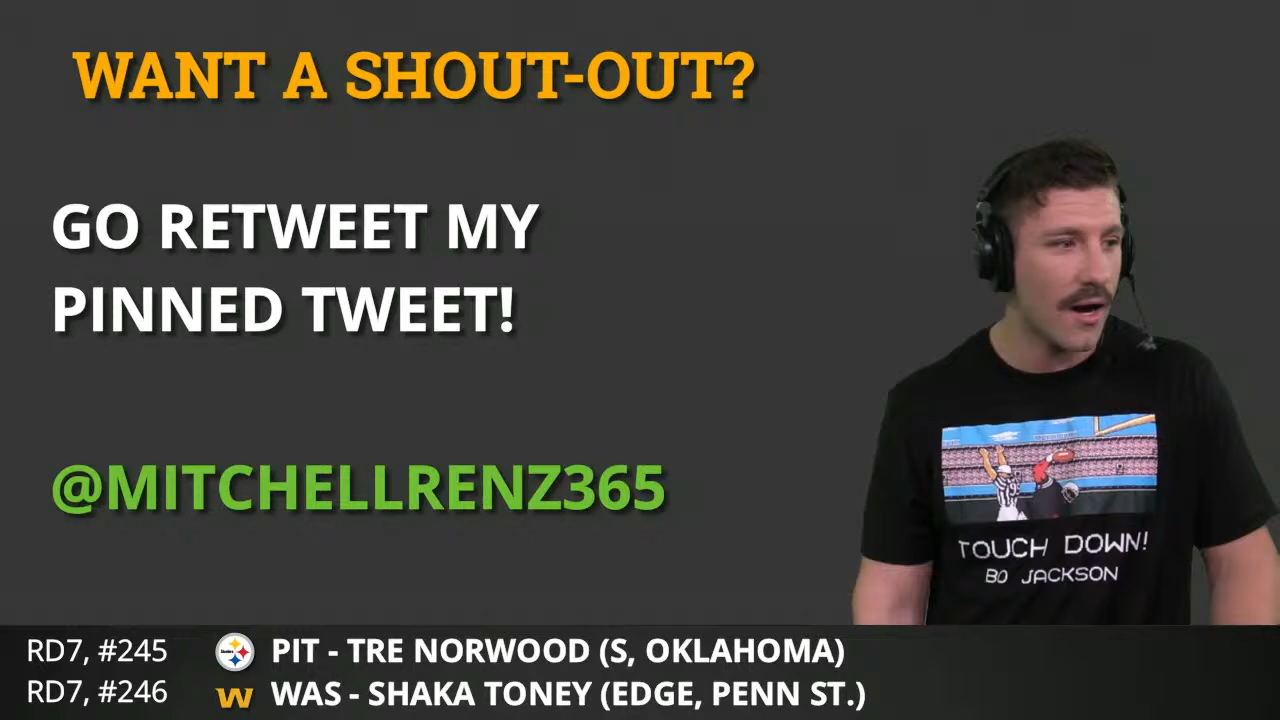 WANT A SHOUT-OUT?
GO RETWEET MY
PINNED TWEET!
@MITCHELLRENZ365
TOUCH DOWN!
BO JACKSON
RD7, #245 PIT - TRE NORWOOD (S, OKLAHOMA)
RD7, #246 WAS - SHAKA TONEY (EDGE, PENN ST.)